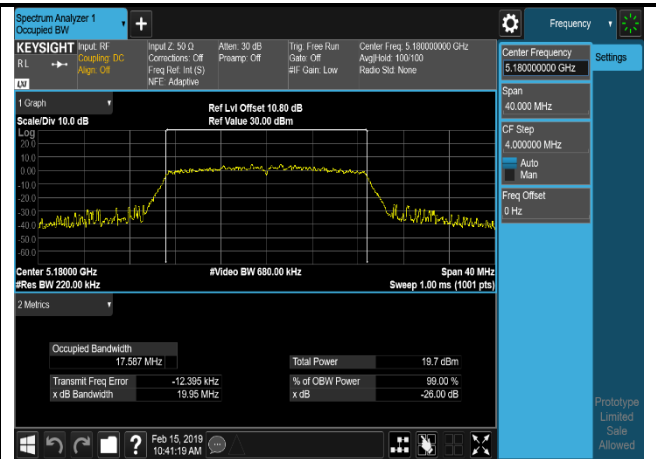 Spectrum Analyzer 1
Occupied BW
Frequency
KEYSIGHT
RL
LXI
Input: RF
Coupling: DC
Align: Off
Input Z: 50 Ω
Corrections: Off
Freq Ref: Int (S)
NFE: Adaptive
Atten: 30 dB
Preamp: Off
Trig: Free Run
Gate: Off
#IF Gain: Low
Center Freq: 5.180000000 GHz
Avg|Hold: 100/100
Radio Std: None
Center Frequency
5.180000000 GHz
Settings
Span
40.000 MHz
CF Step
4.000000 MHz
Auto
Man
Freq Offset
0 Hz
1 Graph
Scale/Div 10.0 dB
Ref Lvl Offset 10.80 dB
Ref Value 30.00 dBm
Log
20.0
10.0
0.00
-10.0
-20.0
-30.0
-40.0
-50.0
-60.0
Center 5.18000 GHz
#Res BW 220.00 kHz
#Video BW 680.00 kHz
Span 40 MHz
Sweep 1.00 ms (1001 pts)
2 Metrics
Occupied Bandwidth
17.587 MHz
Total Power 19.7 dBm
Transmit Freq Error -12.395 kHz
% of OBW Power 99.00 %
x dB Bandwidth 19.95 MHz
x dB -26.00 dB
Prototype
Limited
Sale
Allowed
?
Feb 15, 2019
10:41:19 AM